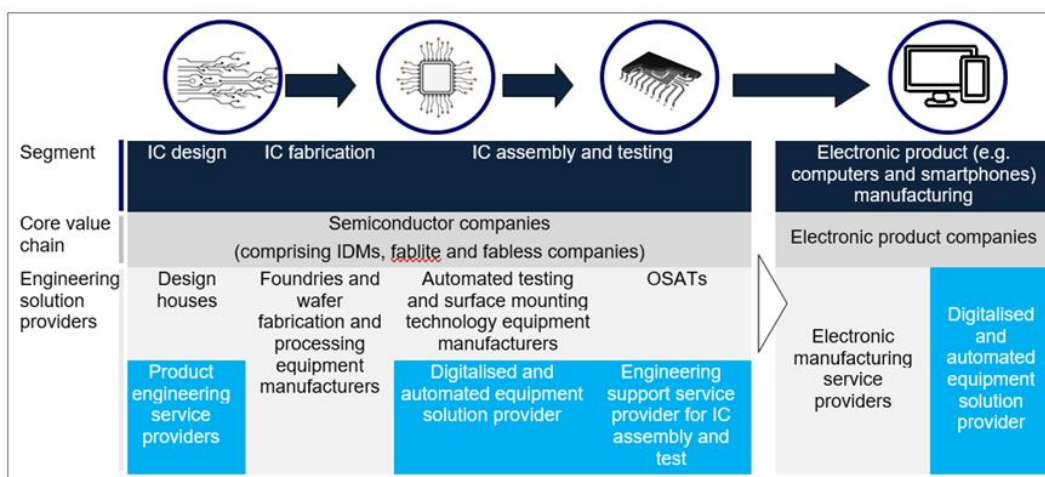 Segment
IC design
IC fabrication
IC assembly and testing
Electronic product (e.g.
computers and smartphones)
manufacturing
Core value
chain
Semiconductor companies
(comprising IDMs, fablite and fabless companies)
Electronic product companies
Engineering
solution
providers
Design
houses
Foundries and
wafer
fabrication and
processing
equipment
manufacturers
Automated testing
and surface mounting
technology equipment
manufacturers
OSATs
Product
engineering
service
providers
Digitalised and
automated equipment
solution provider
Engineering
support service
provider for IC
assembly and
test
Electronic
manufacturing
service
providers
Digitalised
and
automated
equipment
solution
provider